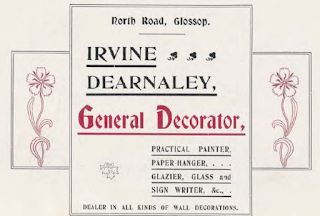 North Road, Glossop.
IRVINE
DEARNALEY,
General Decorator,
PRACTICAL PAINTER,
PAPER-HANGER, . . .
GLAZIER, GLASS and
SIGN WRITER, &c., .
DEALER IN ALL KINDS OF WALL DECORATIONS.